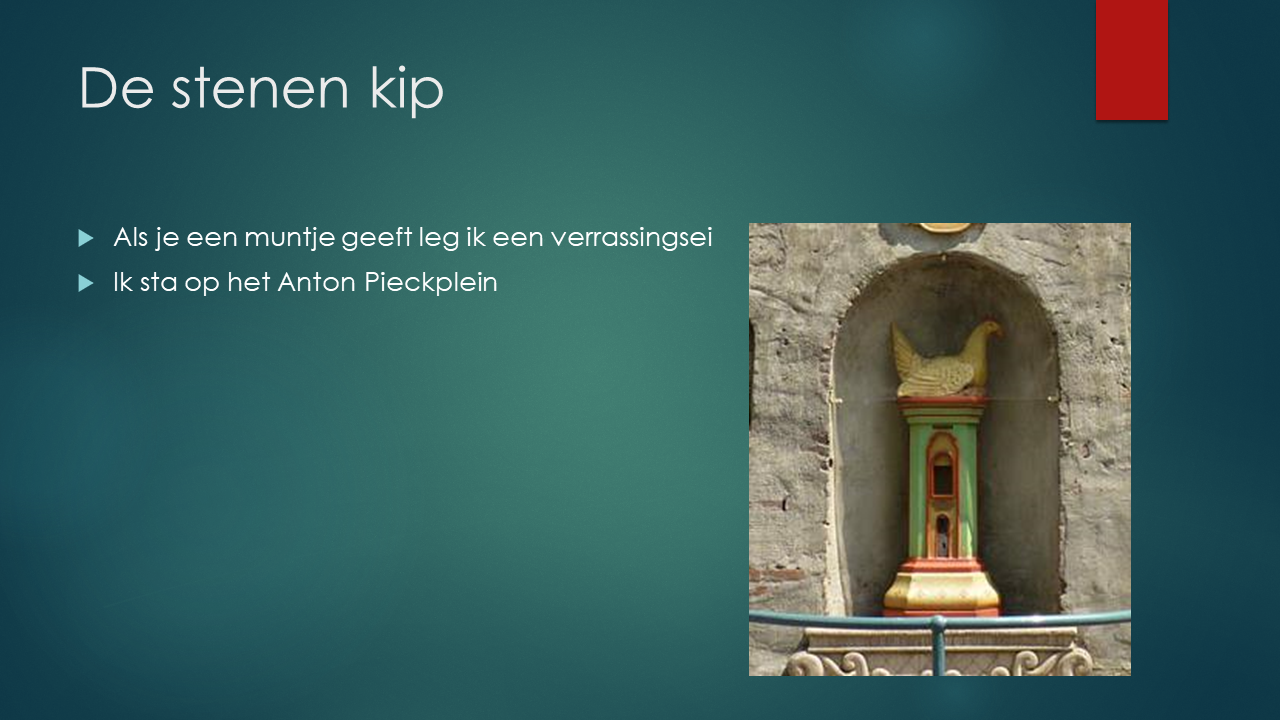 De stenen kip
Als je een muntje geeft leg ik een verrassingsei
Ik sta op het Anton Pieckplein